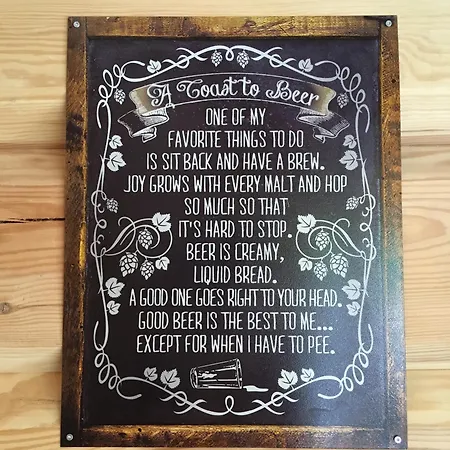 A Toast to Beer
ONE OF MY
FAVORITE THINGS TO DO
IS SIT BACK AND HAVE A BREW.
JOY GROWS WITH EVERY MALT AND HOP
SO MUCH SO THAT
IT'S HARD TO STOP.
BEER IS CREAMY,
LIQUID BREAD.
A GOOD ONE GOES RIGHT TO YOUR HEAD.
GOOD BEER IS THE BEST TO ME...
EXCEPT FOR WHEN I HAVE TO PEE.